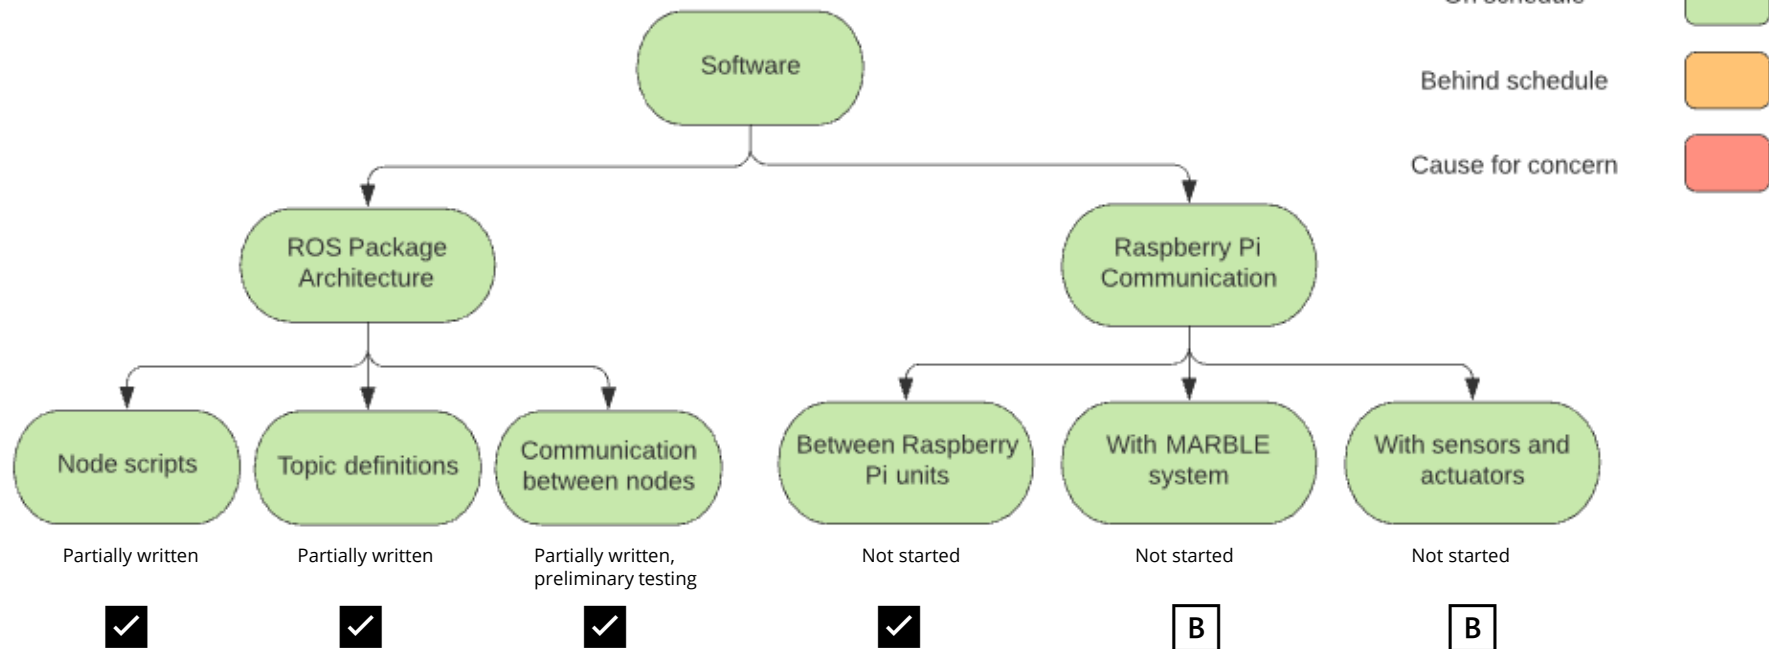 On schedule
Software
Behind schedule
Cause for concern
ROS Package
Architecture
Raspberry Pi
Communication
Node scripts
Topic definitions
Communication
between nodes
Between Raspberry
Pi units
With MARBLE
system
With sensors and
actuators
Partially written
Partially written
Partially written,
preliminary testing
Not started
Not started
Not started
B
B